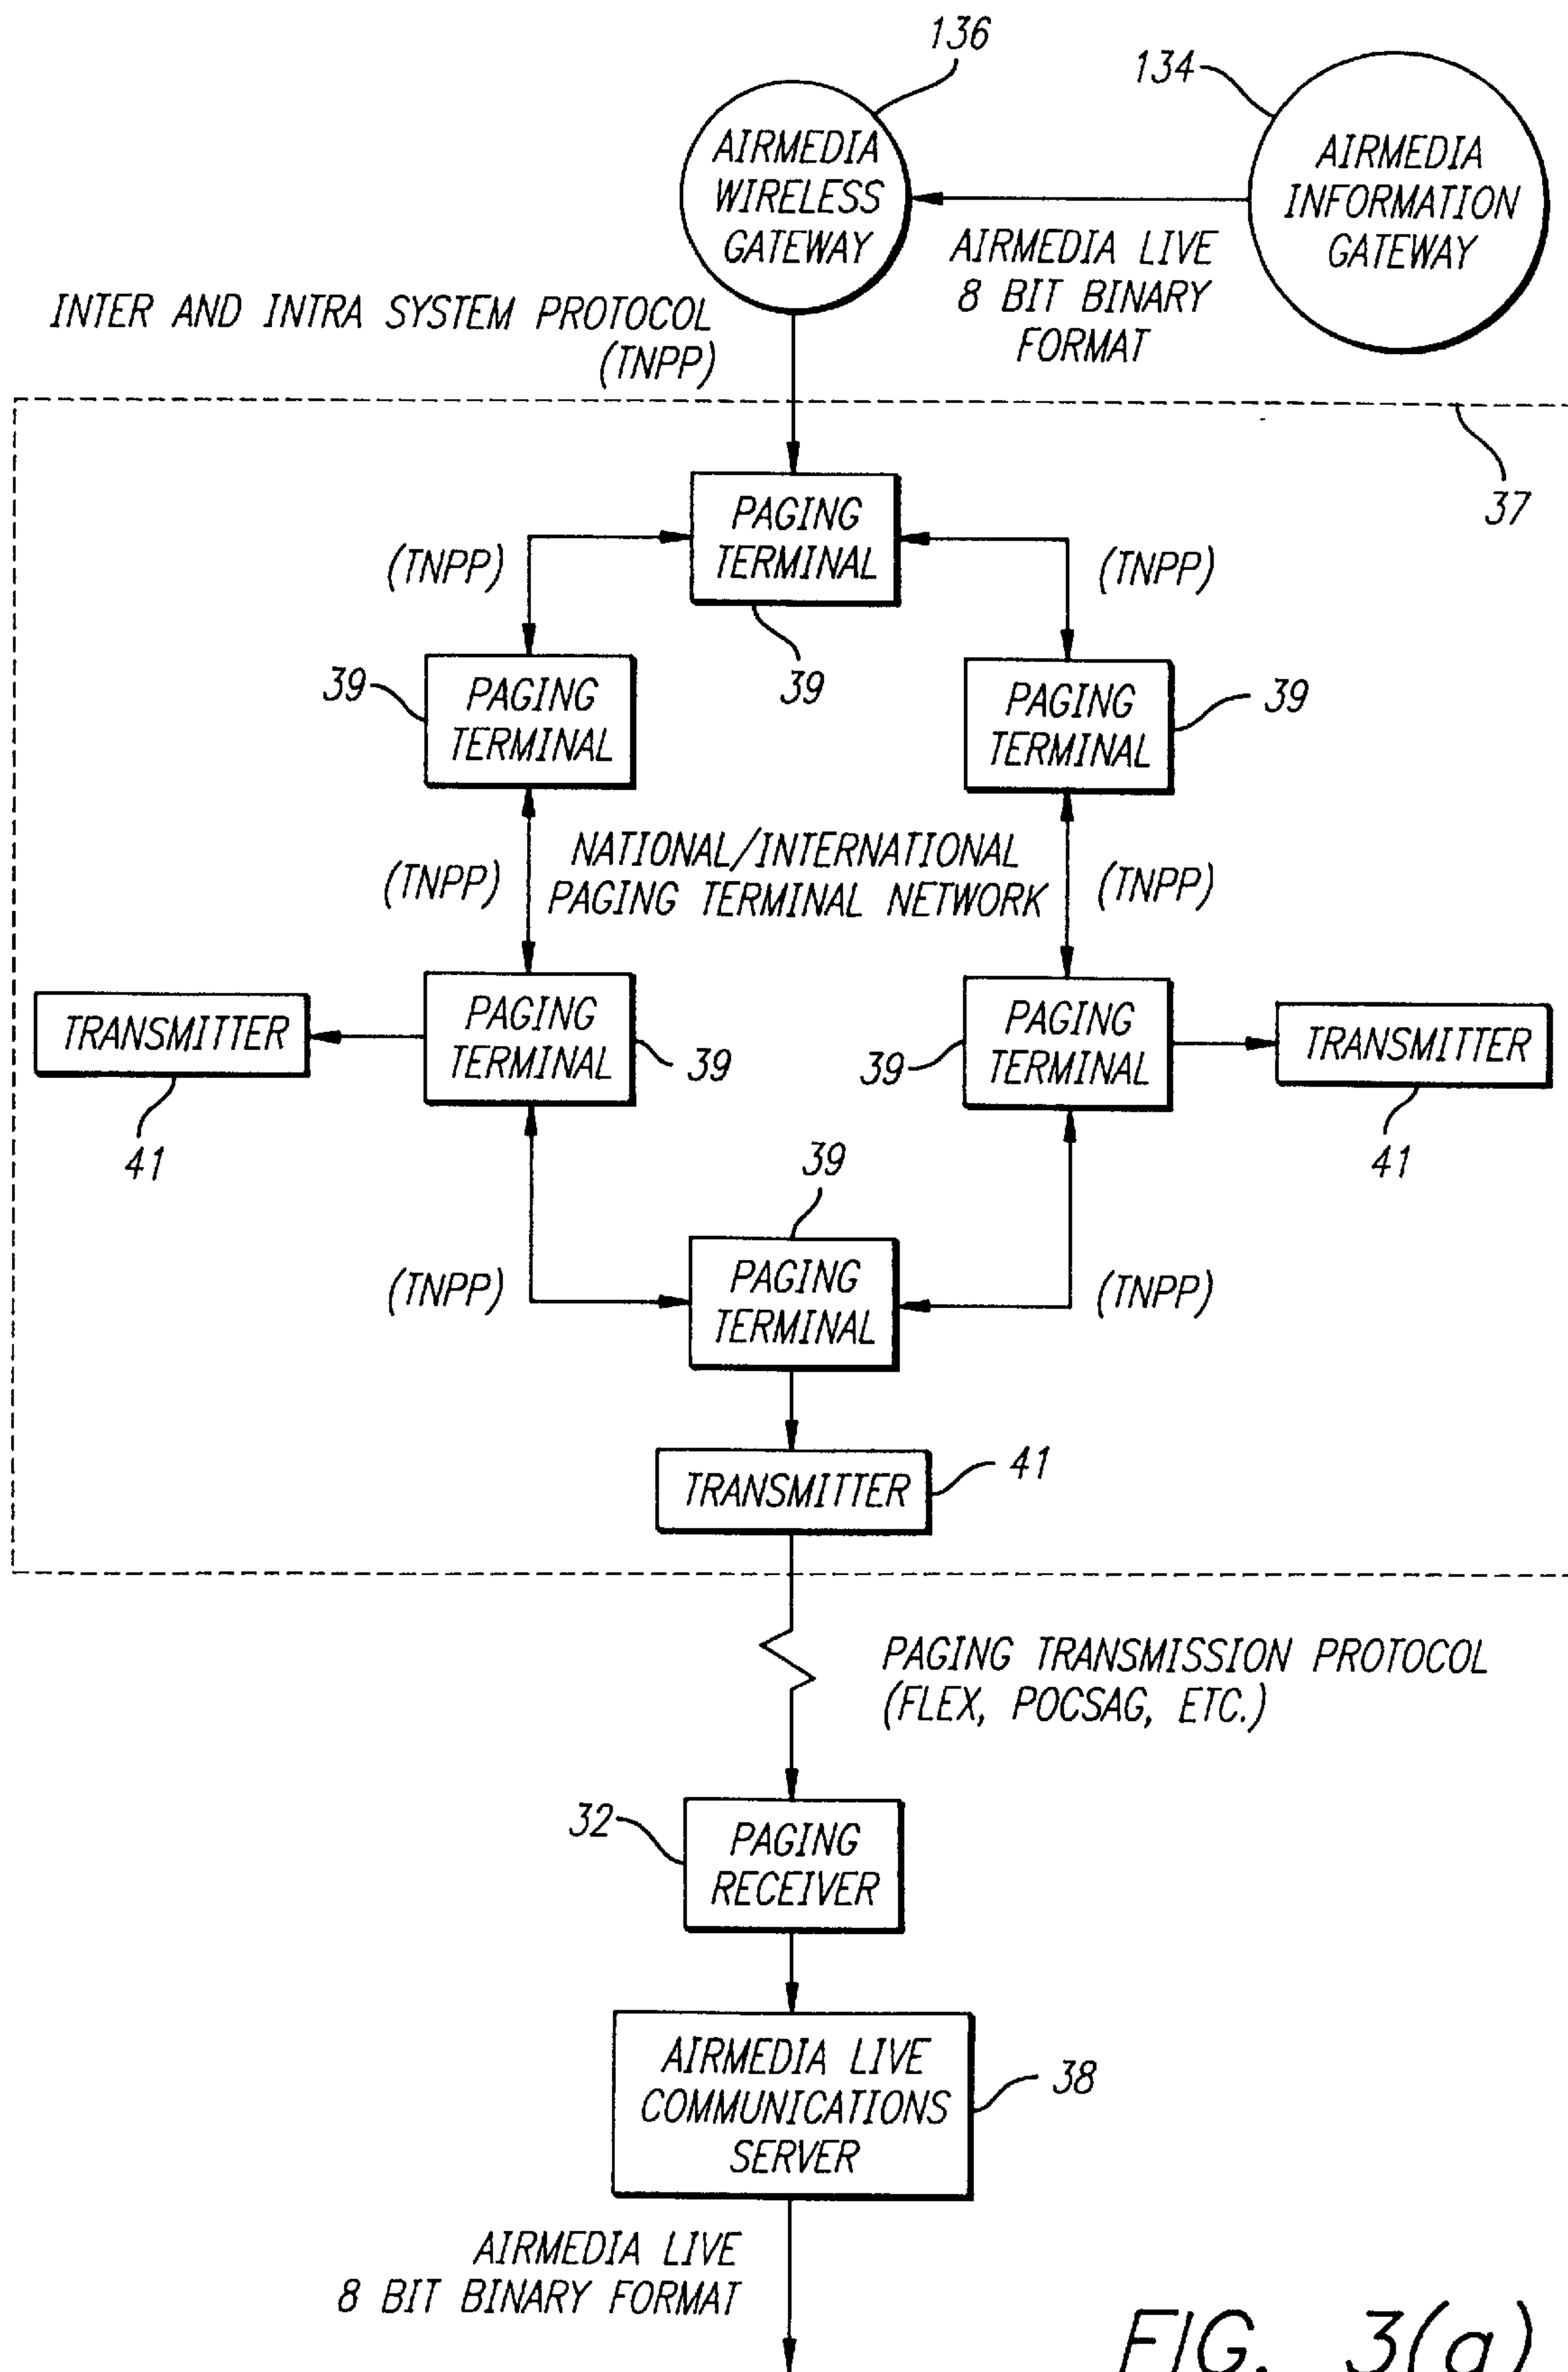 136
134
AIRMEDIA
WIRELESS
GATEWAY
AIRMEDIA
INFORMATION
GATEWAY
AIRMEDIA LIVE
8 BIT BINARY
FORMAT
INTER AND INTRA SYSTEM PROTOCOL
(TNPP)
37
PAGING
TERMINAL
39
(TNPP)
(TNPP)
39
PAGING
TERMINAL
PAGING
TERMINAL
39
(TNPP)
NATIONAL/INTERNATIONAL
PAGING TERMINAL NETWORK
(TNPP)
TRANSMITTER
41
PAGING
TERMINAL
39
39
PAGING
TERMINAL
TRANSMITTER
41
39
(TNPP)
PAGING
TERMINAL
(TNPP)
TRANSMITTER
41
PAGING TRANSMISSION PROTOCOL
(FLEX, POCSAG, ETC.)
32
PAGING
RECEIVER
AIRMEDIA LIVE
COMMUNICATIONS
SERVER
38
AIRMEDIA LIVE
8 BIT BINARY FORMAT
FIG. 3(a)